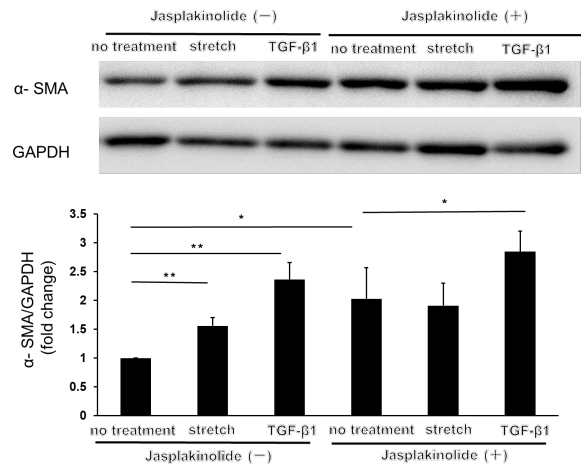 Jasplakinolide (−) Jasplakinolide (+)
no treatment stretch TGF-β1 no treatment stretch TGF-β1
α- SMA
GAPDH
α- SMA/GAPDH
(fold change)
3.5
3
2.5
2
1.5
1
0.5
0
*
*
**
**
no treatment stretch TGF-β1 no treatment stretch TGF-β1
Jasplakinolide (−) Jasplakinolide (+)